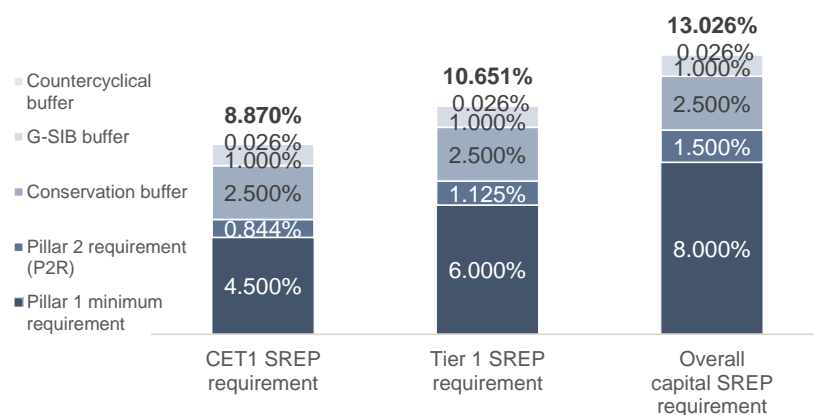 Countercyclical
buffer
G-SIB buffer
Conservation buffer
Pillar 2 requirement
(P2R)
Pillar 1 minimum
requirement
8.870%
0.026%
1.000%
2.500%
0.844%
4.500%
CET1 SREP
requirement
10.651%
0.026%
1.000%
2.500%
1.125%
6.000%
Tier 1 SREP
requirement
13.026%
0.026%
1.000%
2.500%
1.500%
8.000%
Overall
capital SREP
requirement